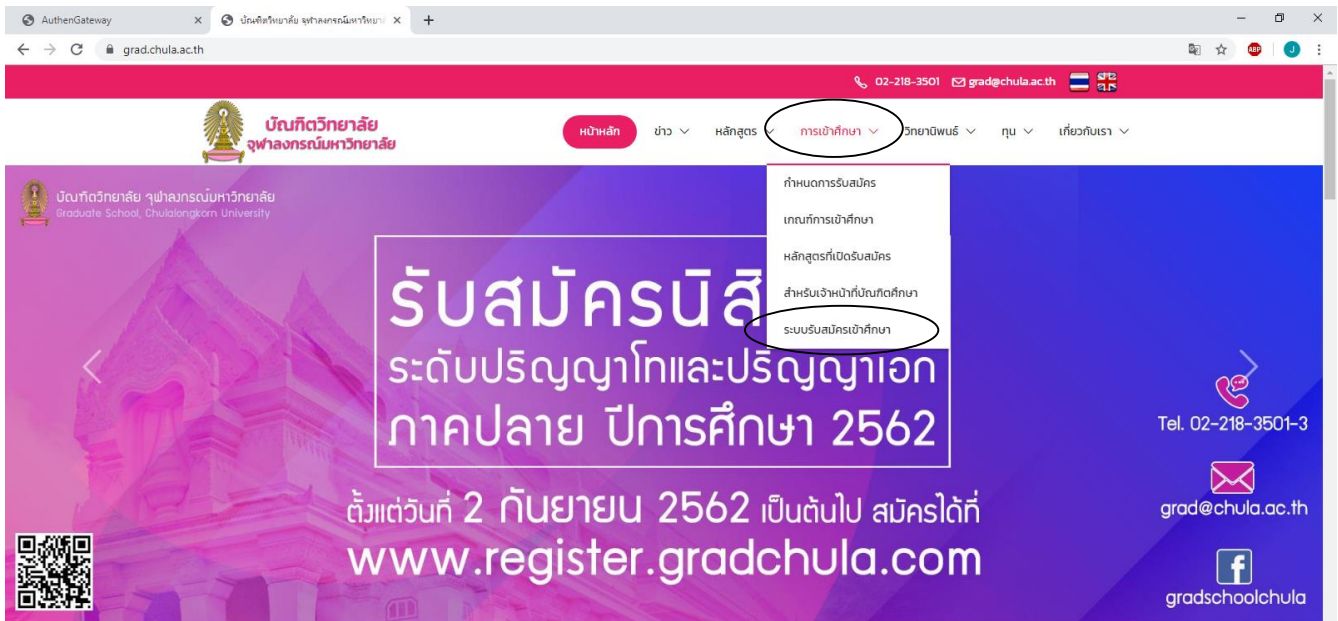 AuthenGateway
บัณฑิตวิทยาลัย จุฬาลงกรณ์มหาวิทยา
grad.chula.ac.th
ABP
J
02-218-3501 grad@chula.ac.th
บัณฑิตวิทยาลัย
จุฬาลงกรณ์มหาวิทยาลัย
หน้าหลัก ข่าว หลักสูตร การเข้าศึกษา วิทยานิพนธ์ ทุน เกี่ยวกับเรา
กำหนดการรับสมัคร
เกณฑ์การเข้าศึกษา
หลักสูตรที่เปิดรับสมัคร
สำหรับเจ้าหน้าที่บัณฑิตศึกษา
ระบบรับสมัครเข้าศึกษา
บัณฑิตวิทยาลัย จุฬาลงกรณ์มหาวิทยาลัย
Graduate School, Chulalongkorn University
รับสมัครนิสิ
ระดับปริญญาโทและปริญญาเอก
ภาคปลาย ปีการศึกษา 2562
ตั้งแต่วันที่ 2 กันยายน 2562 เป็นต้นไป สมัครได้ที่
www.register.gradchula.com
Tel. 02-218-3501-3
grad@chula.ac.th
gradschoolchula